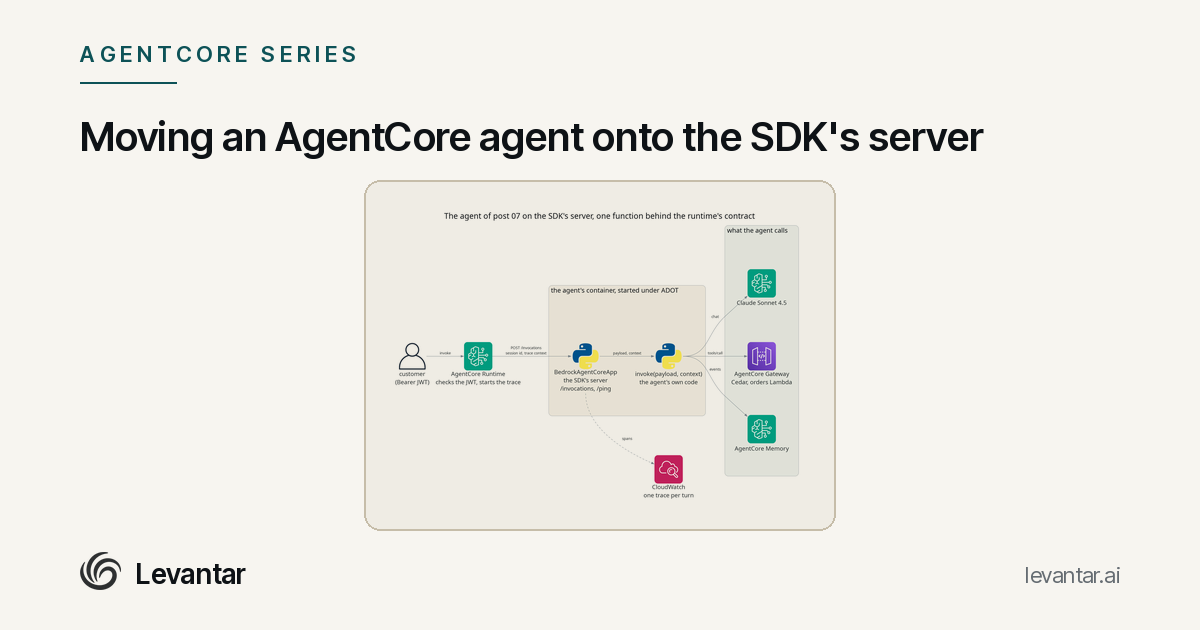 AGENTCORE SERIES
Moving an AgentCore agent onto the SDK's server
The agent of post 07 on the SDK's server, one function behind the runtime's contract
what the agent calls
the agent's container, started under ADOT
Claude Sonnet 4.5
chat
POST /invocations
session id, trace context
invoke
payload, context
tools/call
events
customer
(Bearer JWT)
AgentCore Runtime
checks the JWT, starts the trace
BedrockAgentCoreApp
the SDK's server
/invocations, /ping
invoke(payload, context)
the agent's own code
AgentCore Gateway
Cedar, orders Lambda
AgentCore Memory
spans
CloudWatch
one trace per turn
Levantar
levantar.ai